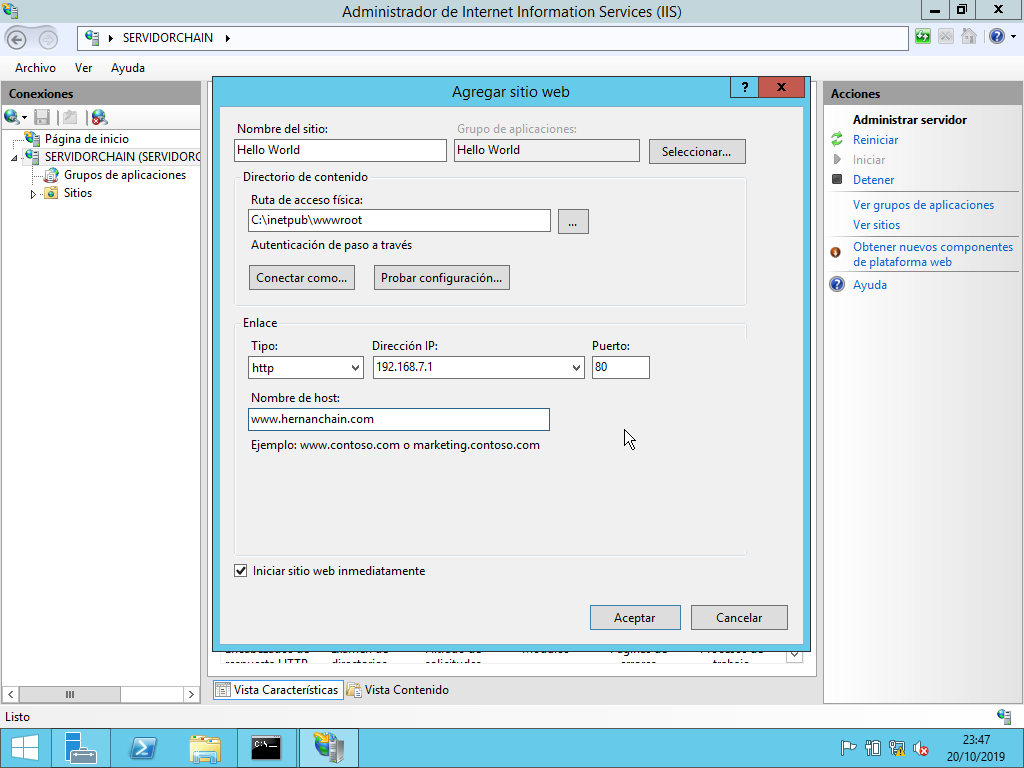 Administrador de Internet Information Services (IIS)
SERVIDORCHAIN
Archivo Ver Ayuda
Conexiones
Página de inicio
SERVIDORCHAIN (SERVIDORC
Grupos de aplicaciones
Sitios
Agregar sitio web
?
Nombre del sitio:
Grupo de aplicaciones:
Hello World
Hello World
Seleccionar...
Directorio de contenido
Ruta de acceso física:
C:\inetpub\wwwroot
...
Autenticación de paso a través
Conectar como...
Probar configuración...
Enlace
Tipo:
Dirección IP:
Puerto:
http
192.168.7.1
80
Nombre de host:
www.hernanchain.com
Ejemplo: www.contoso.com o marketing.contoso.com
Iniciar sitio web inmediatamente
Aceptar
Cancelar
Acciones
Administrar servidor
Reiniciar
Iniciar
Detener
Ver grupos de aplicaciones
Ver sitios
Obtener nuevos componentes
de plataforma web
Ayuda
Vista Características
Vista Contenido
Listo
23:47
20/10/2019